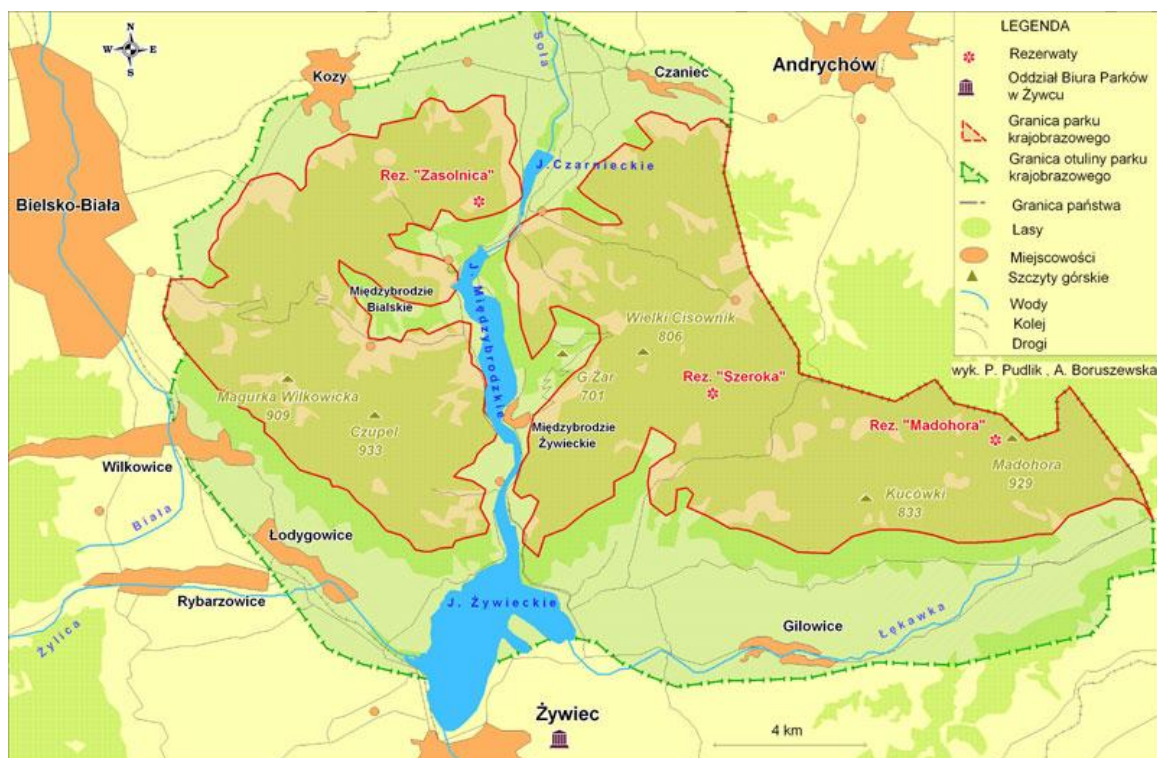 N
W E
S
Kozy
Soła
Czaniec
Andrychów
LEGENDA
Rezerwaty
Oddział Biura Parków
w Żywcu
Granica parku
krajobrazowego
Granica otuliny parku
krajobrazowego
Granica państwa
Lasy
Miejscowości
Szczyty górskie
Wody
Kolej
Drogi
wyk. P. Pudlik , A. Boruszewska
Bielsko-Biała
Rez. "Zasolnica"
J. Czarnieckie
J. Międzybrodzkie
Międzybrodzie
Bialskie
Wielki Cisownik
806
G.Żar
701
Rez. "Szeroka"
Magurka Wilkowicka
909
Czupel
933
Międzybrodzie
Żywieckie
Rez. "Madohora"
Madohora
929
Kucówki
833
Wilkowice
Biała
Łodygowice
Rybarzowice
Żylica
J. Żywieckie
Gilowice
Łękawka
Żywiec
4 km